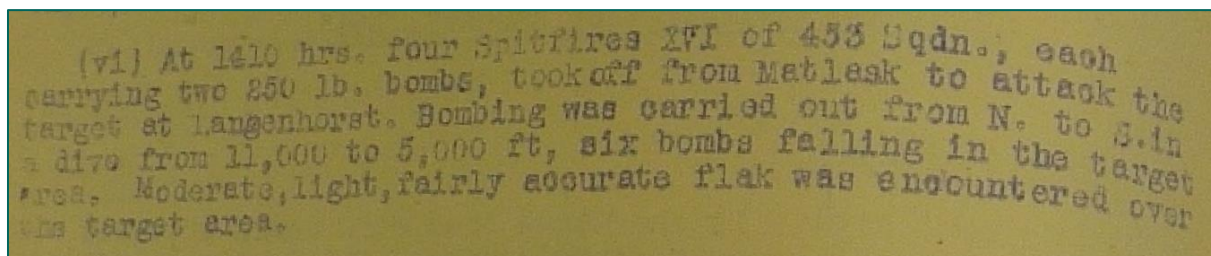 (vi) At 1410 hrs. four Spitfires XVI of 453 Sqdn., each
carrying two 250 lb. bombs, took off from Matlask to attack the
target at Langenhorst. Bombing was carried out from N. to S.in
a dive from 11,000 to 5,000 ft, six bombs falling in the target
area. Moderate,light,fairly accurate flak was encountered over
the target area.